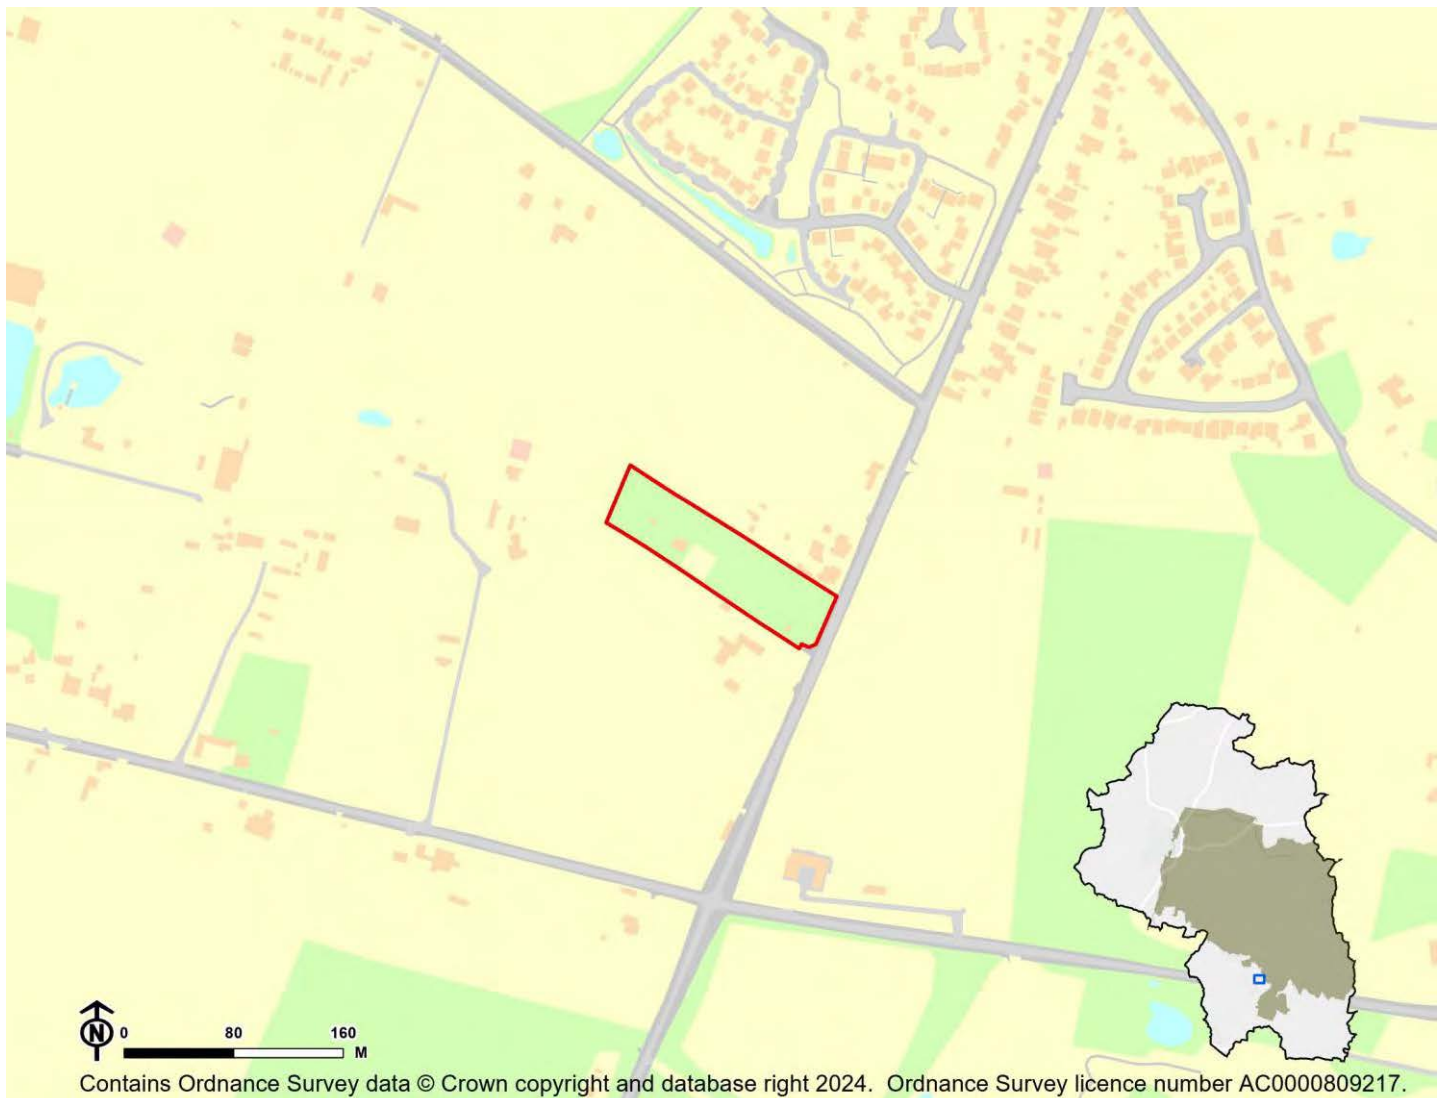 N
0 80 160
M
Contains Ordnance Survey data © Crown copyright and database right 2024. Ordnance Survey licence number AC0000809217.